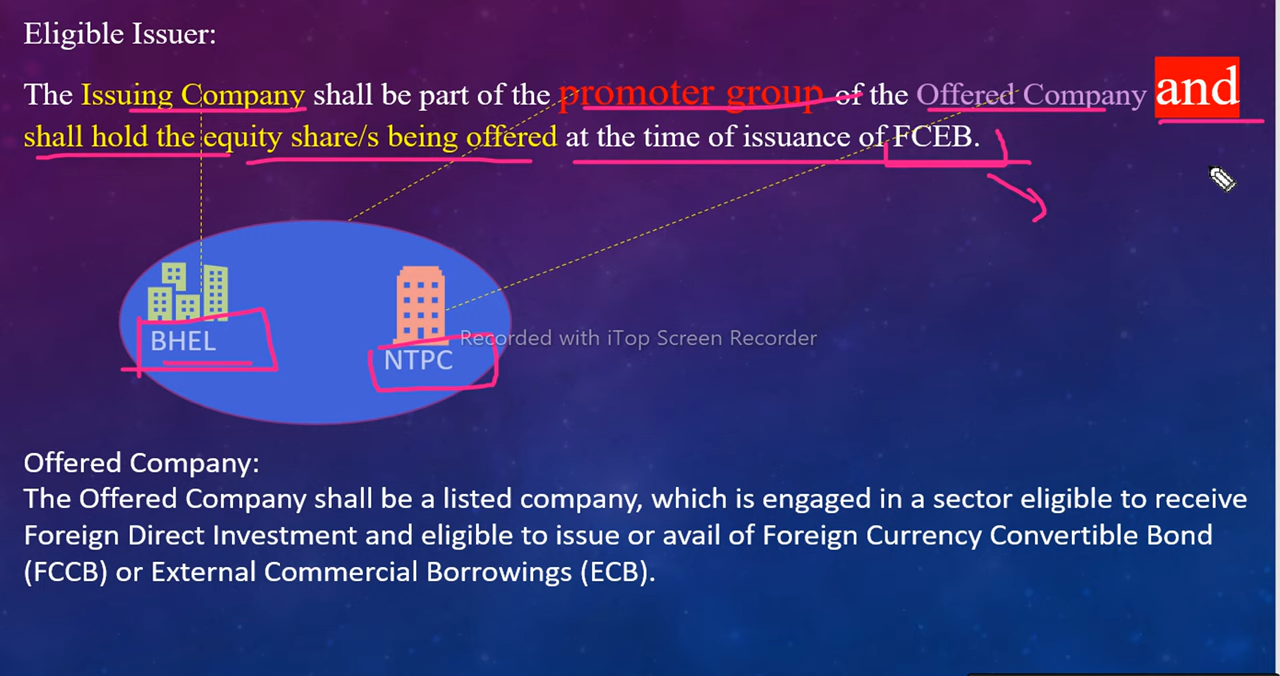 Eligible Issuer:
The Issuing Company shall be part of the promoter group of the Offered Company and
shall hold the equity share/s being offered at the time of issuance of FCEB.
BHEL
NTPC
Recorded with iTop Screen Recorder
Offered Company:
The Offered Company shall be a listed company, which is engaged in a sector eligible to receive
Foreign Direct Investment and eligible to issue or avail of Foreign Currency Convertible Bond
(FCCB) or External Commercial Borrowings (ECB).